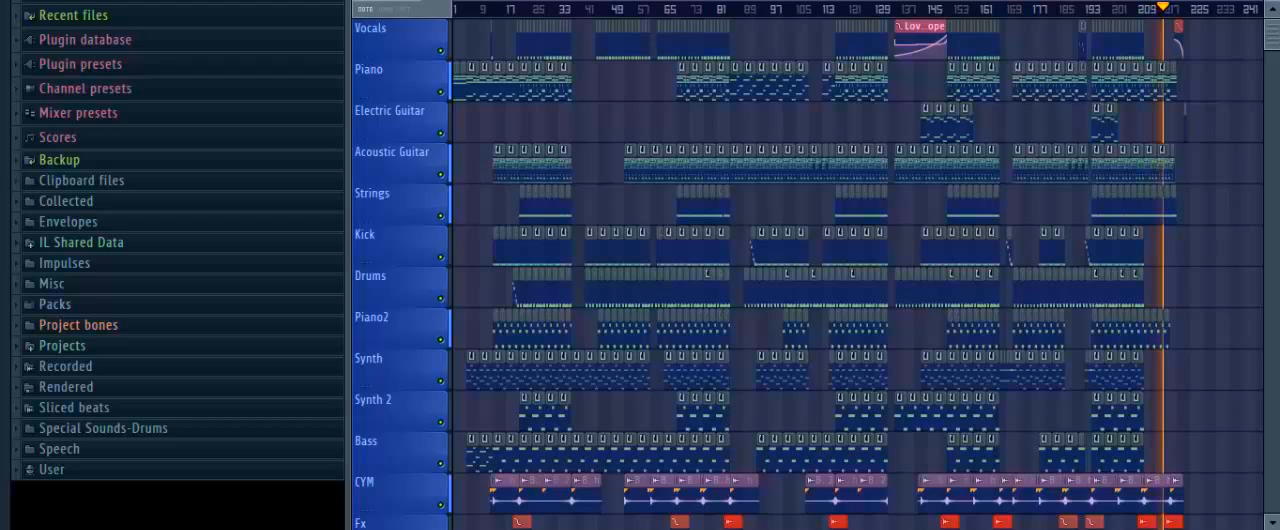 Recent files
Plugin database
Plugin presets
Channel presets
Mixer presets
Scores
Backup
Clipboard files
Collected
Envelopes
IL Shared Data
Impulses
Misc
Packs
Project bones
Projects
Recorded
Rendered
Sliced beats
Special Sounds-Drums
Speech
User
NOTE
1 9 17 25 33 41 49 57 65 73 81 89 97 105 113 121 129 137 145 153 161 169 177 185 193 201 209 217 225 233 241
Vocals
Lov ope
Piano
Electric Guitar
Acoustic Guitar
Strings
Kick
Drums
Piano2
Synth
Synth 2
Bass
CYM
Fx